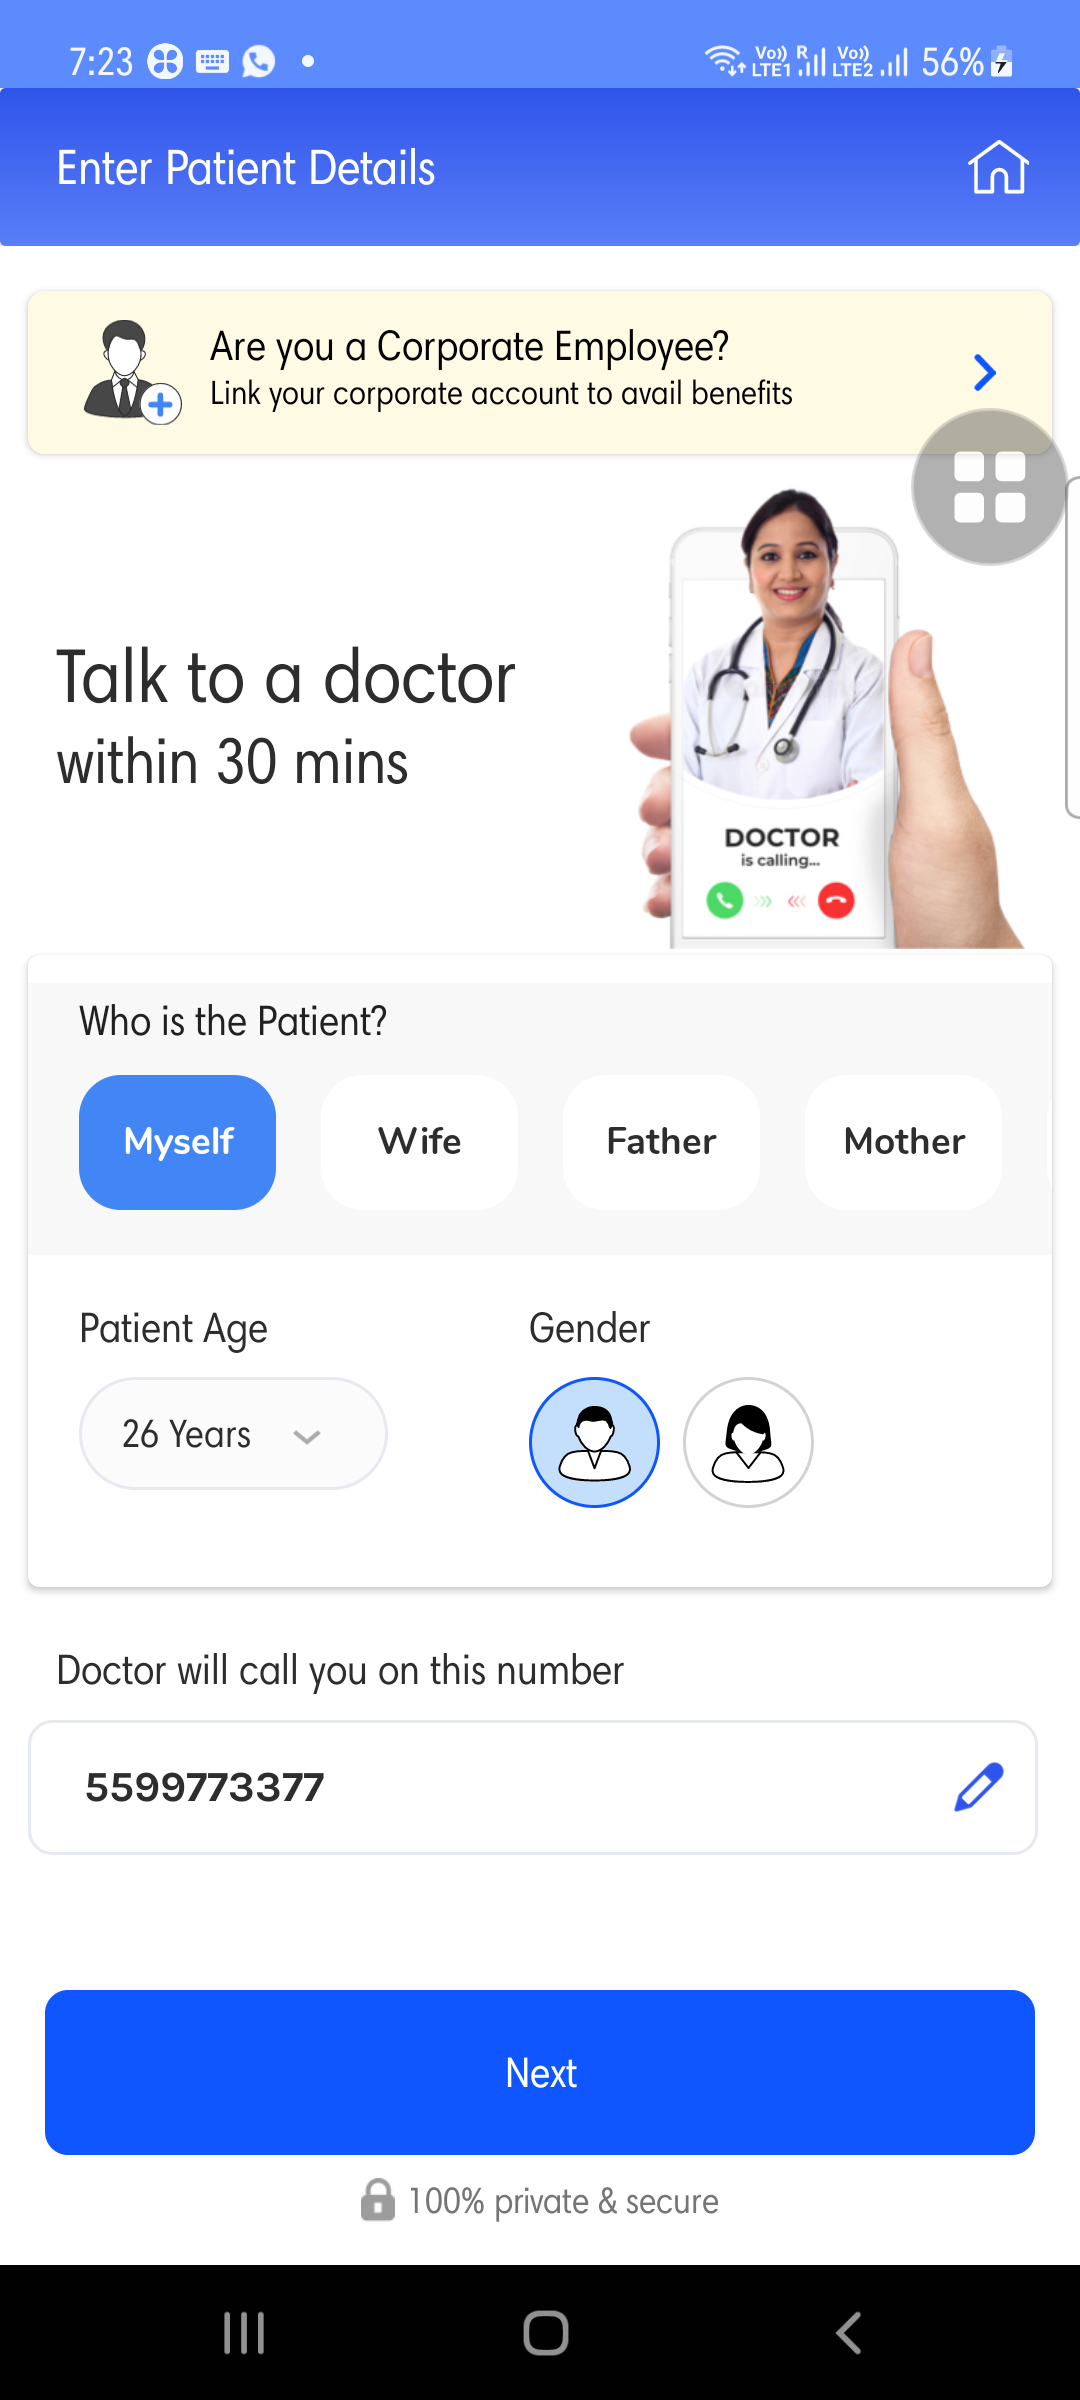 7:23
Vo)) R Vo))
LTE1 LTE2 56%
Enter Patient Details
Are you a Corporate Employee?
Link your corporate account to avail benefits
Talk to a doctor
within 30 mins
DOCTOR
is calling...
Who is the Patient?
Myself Wife Father Mother
Patient Age Gender
26 Years
Doctor will call you on this number
5599773377
Next
100% private & secure